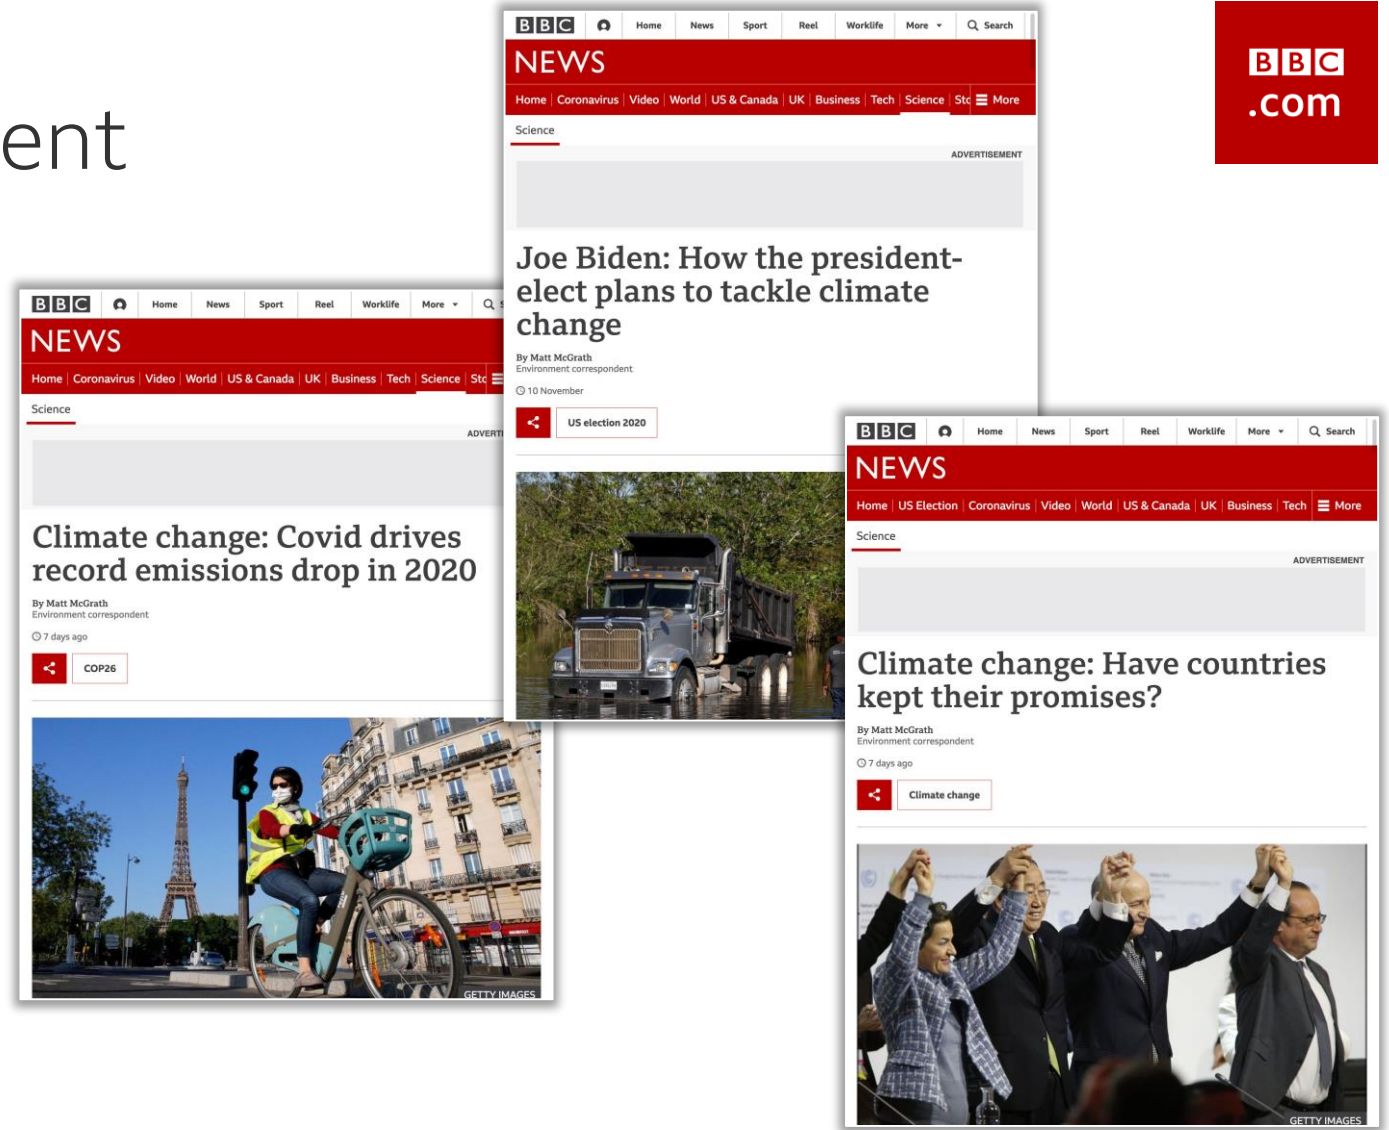 ent
BBC
.com
BBC Home News Sport Reel Worklife More Search
NEWS
Home Coronavirus Video World US & Canada UK Business Tech Science Sto More
Science
ADVERTISEMENT
Joe Biden: How the president-
elect plans to tackle climate
change
By Matt McGrath
Environment correspondent
10 November
US election 2020
BBC Home News Sport Reel Worklife More
NEWS
Home Coronavirus Video World US & Canada UK Business Tech Science Stc
Science
ADVERTI
Climate change: Covid drives
record emissions drop in 2020
By Matt McGrath
Environment correspondent
7 days ago
COP26
GETTY IMAGES
BBC Home News Sport Reel Worklife More Search
NEWS
Home US Election Coronavirus Video World US & Canada UK Business Tech More
Science
ADVERTISEMENT
Climate change: Have countries
kept their promises?
By Matt McGrath
Environment correspondent
7 days ago
Climate change
GETTY IMAGES